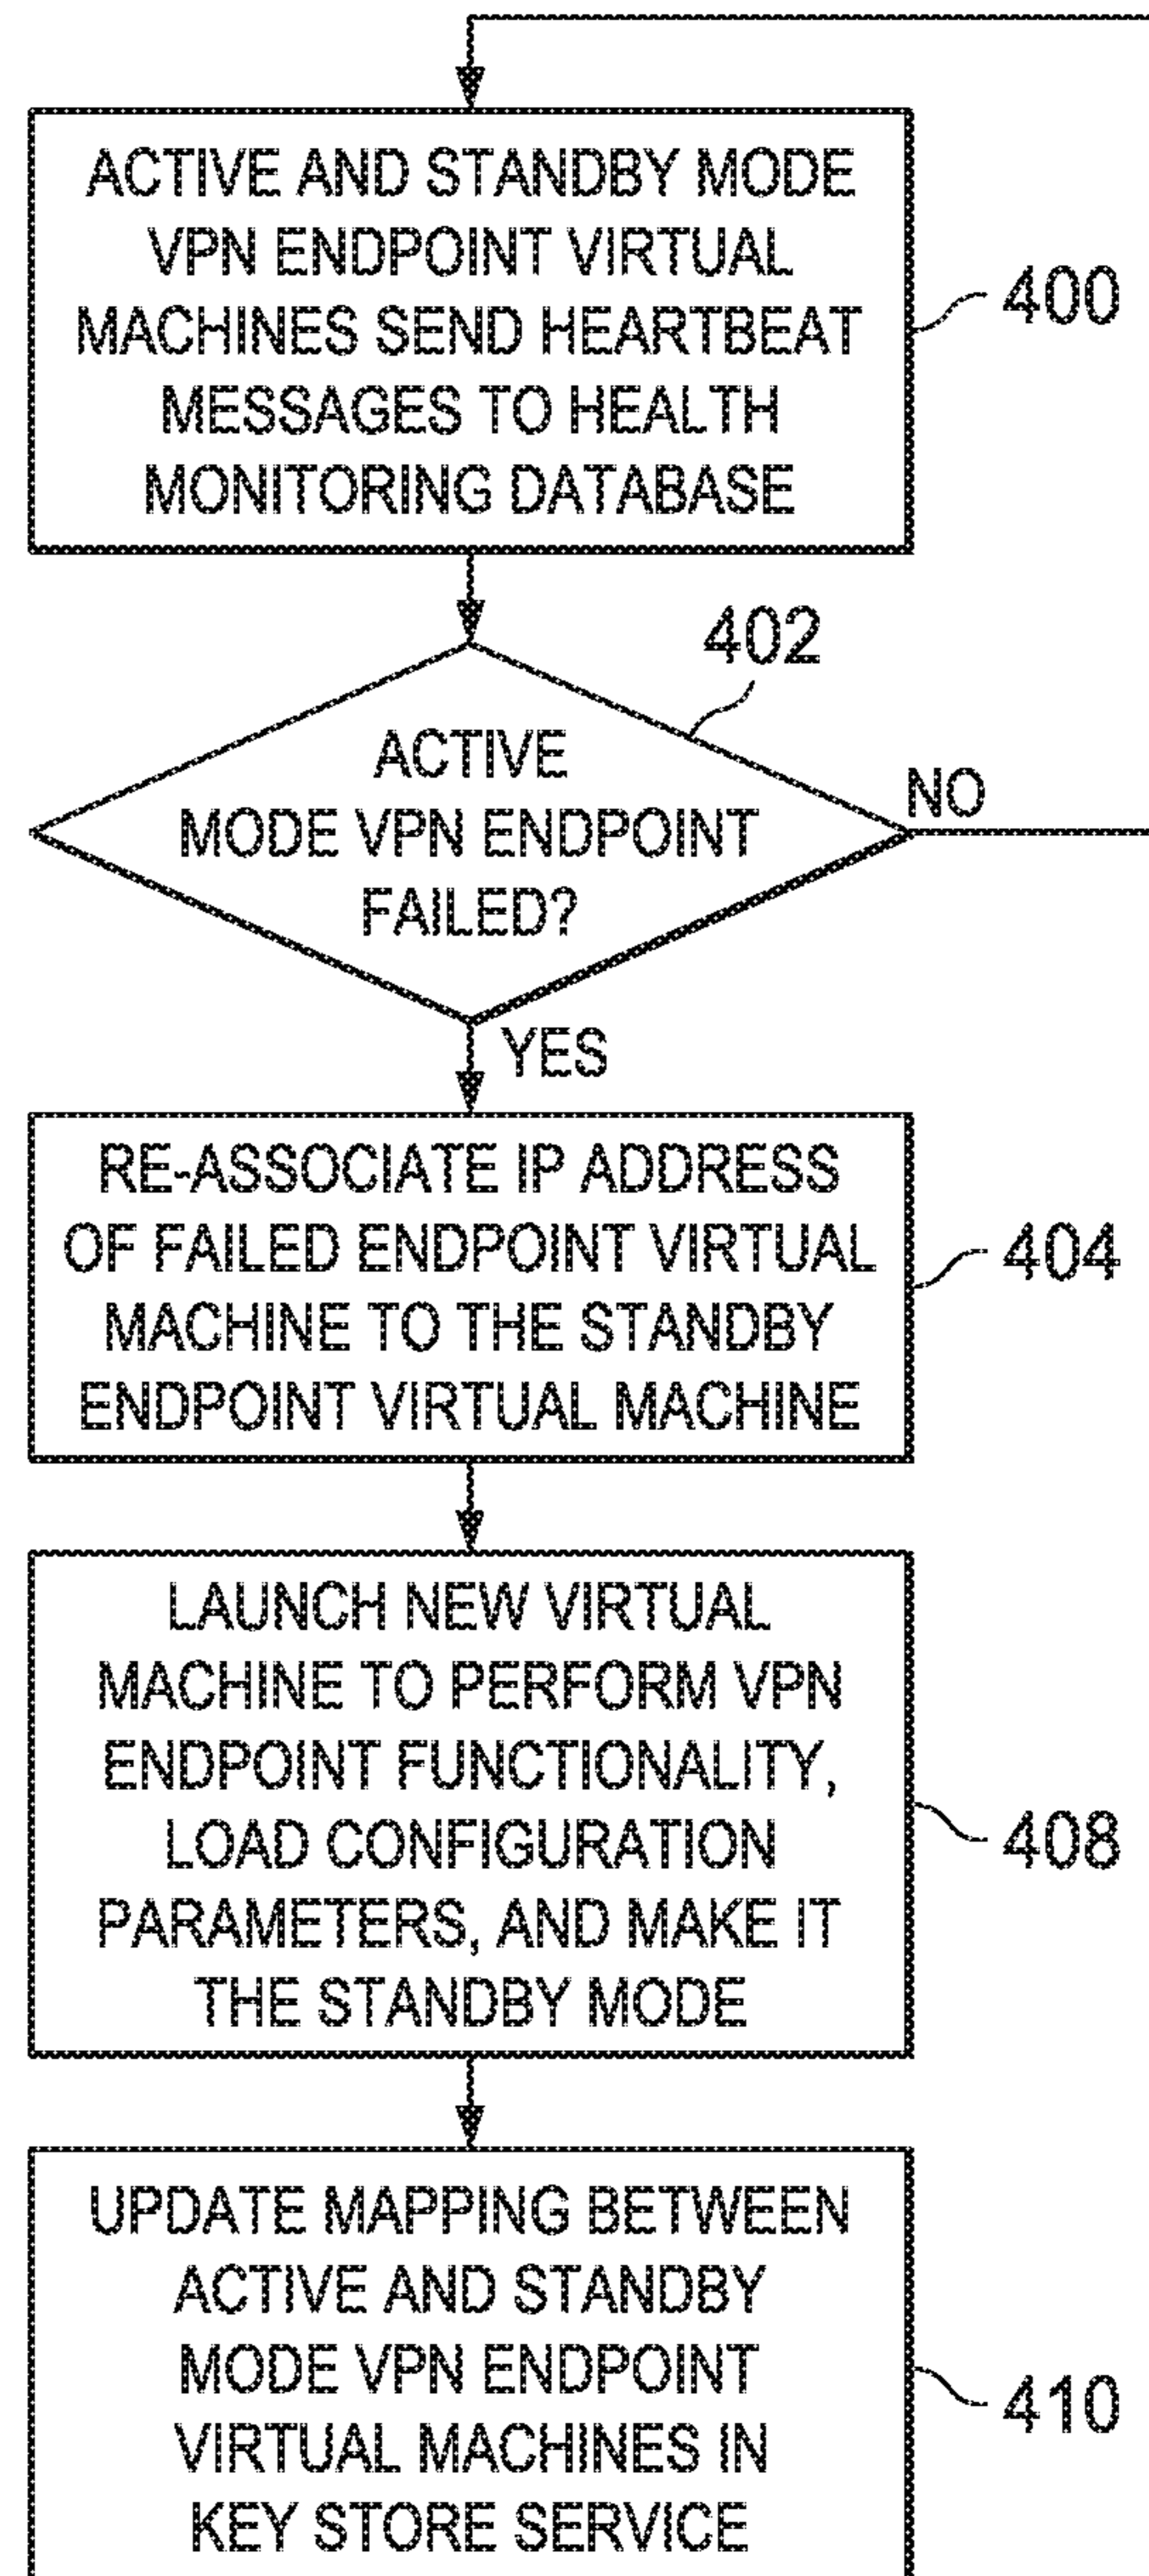 ACTIVE AND STANDBY MODE
VPN ENDPOINT VIRTUAL
MACHINES SEND HEARTBEAT
MESSAGES TO HEALTH
MONITORING DATABASE
400
402
ACTIVE
MODE VPN ENDPOINT
FAILED?
NO
YES
RE-ASSOCIATE IP ADDRESS
OF FAILED ENDPOINT VIRTUAL
MACHINE TO THE STANDBY
ENDPOINT VIRTUAL MACHINE
404
LAUNCH NEW VIRTUAL
MACHINE TO PERFORM VPN
ENDPOINT FUNCTIONALITY,
LOAD CONFIGURATION
PARAMETERS, AND MAKE IT
THE STANDBY MODE
408
UPDATE MAPPING BETWEEN
ACTIVE AND STANDBY
MODE VPN ENDPOINT
VIRTUAL MACHINES IN
KEY STORE SERVICE
410